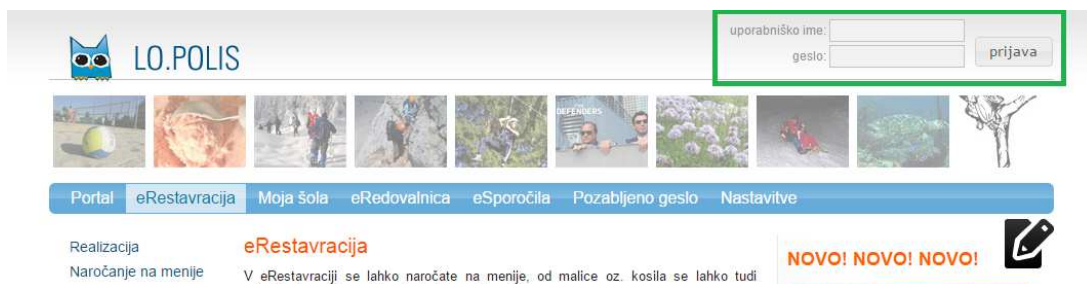 uporabniško ime:
LO.POLIS
geslo:
prijava
DEFENDERS
Portal eRestavracija Moja šola eRedovalnica eSporočila Pozabljeno geslo Nastavitve
Realizacija
Naročanje na menije
eRestavracija
V eRestavraciji se lahko naročate na menije, od malice oz. kosila se lahko tudi
NOVO! NOVO! NOVO!